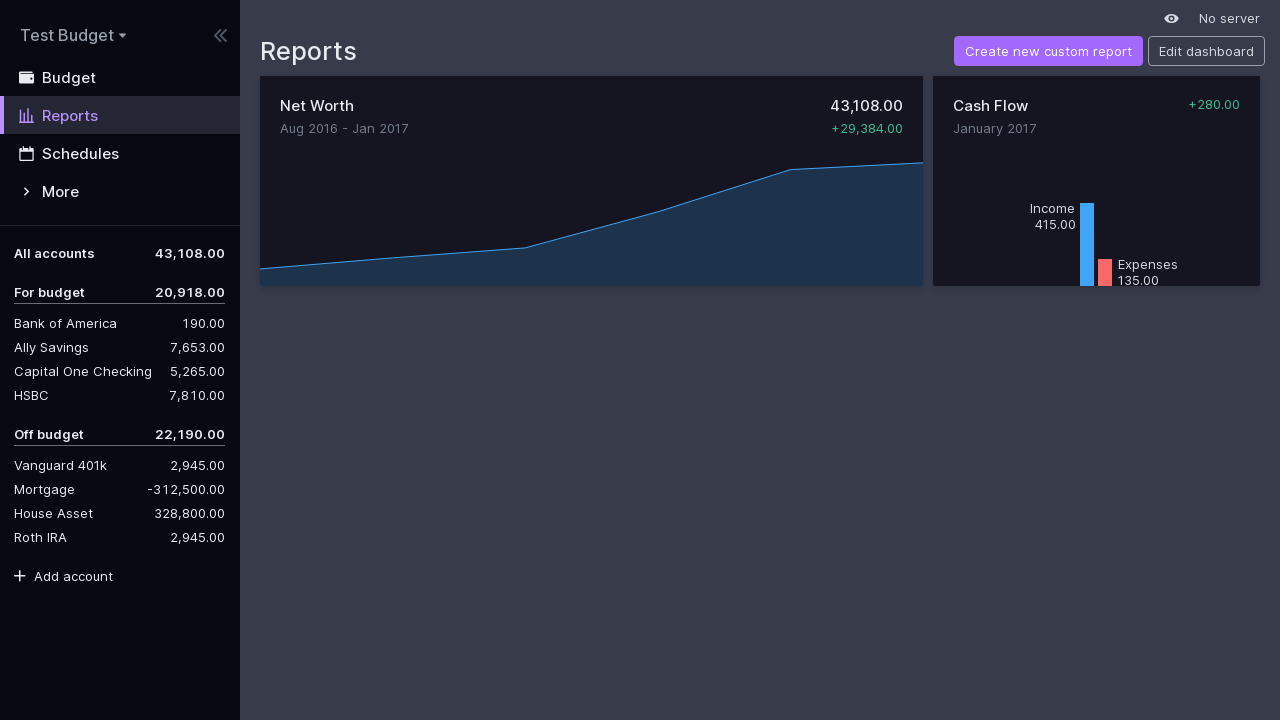 Test Budget
Budget
Reports
Schedules
More
All accounts 43,108.00
For budget 20,918.00
Bank of America 190.00
Ally Savings 7,653.00
Capital One Checking 5,265.00
HSBC 7,810.00
Off budget 22,190.00
Vanguard 401k 2,945.00
Mortgage -312,500.00
House Asset 328,800.00
Roth IRA 2,945.00
Add account
No server
Reports
Create new custom report
Edit dashboard
Net Worth 43,108.00
Aug 2016 - Jan 2017 +29,384.00
Cash Flow +280.00
January 2017
Income
415.00
Expenses
135.00